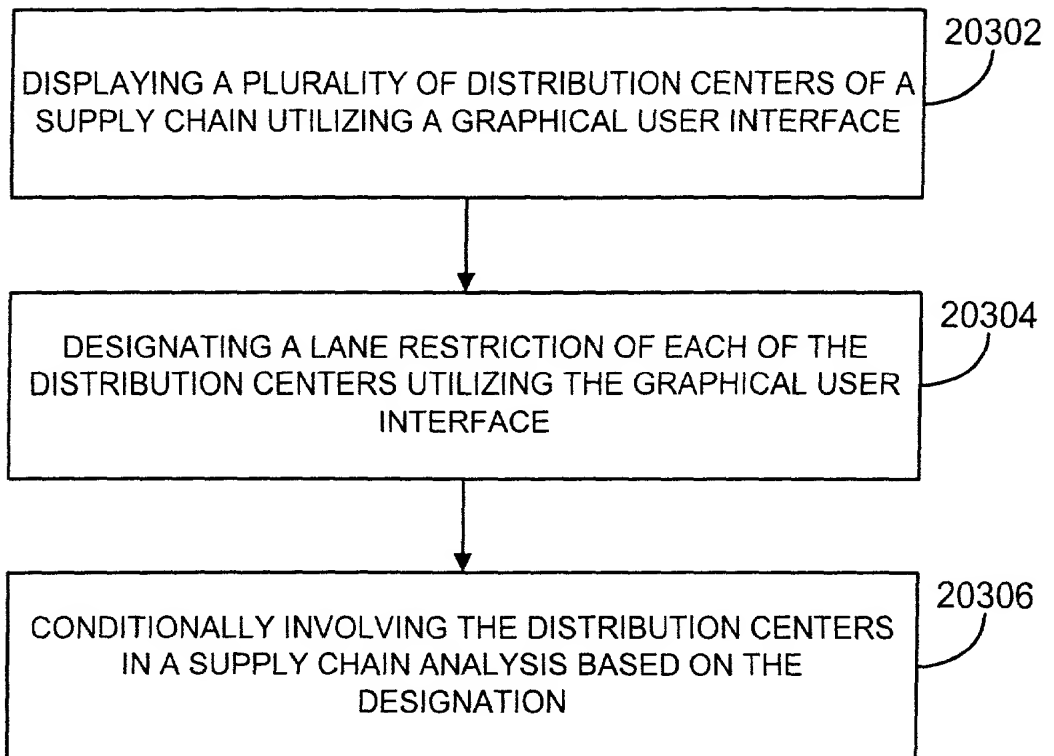 20302
DISPLAYING A PLURALITY OF DISTRIBUTION CENTERS OF A
SUPPLY CHAIN UTILIZING A GRAPHICAL USER INTERFACE
20304
DESIGNATING A LANE RESTRICTION OF EACH OF THE
DISTRIBUTION CENTERS UTILIZING THE GRAPHICAL USER
INTERFACE
20306
CONDITIONALLY INVOLVING THE DISTRIBUTION CENTERS
IN A SUPPLY CHAIN ANALYSIS BASED ON THE
DESIGNATION